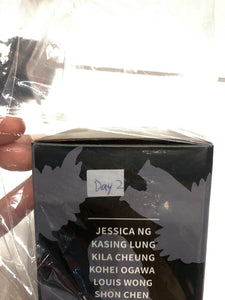 Day 2
JESSICA NG
KASING LUNG
KILA CHEUNG
KOHEI OGAWA
LOUIS WONG
SHON CHEN